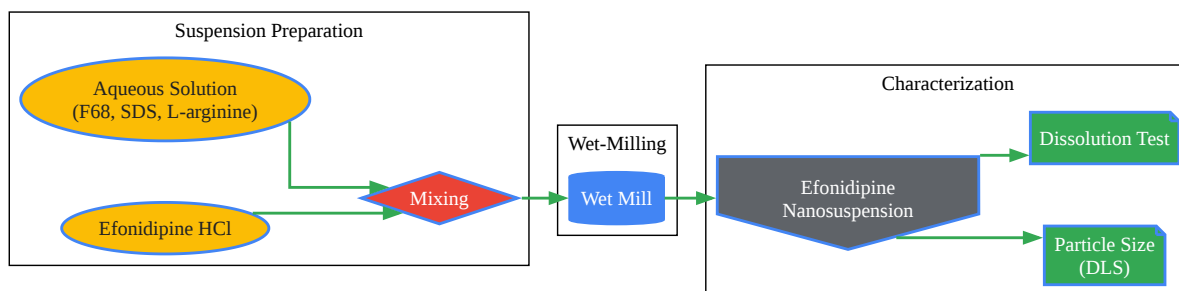 Suspension Preparation
Aqueous Solution
(F68, SDS, L-arginine)
Efonidipine HCl
Mixing
Wet-Milling
Wet Mill
Characterization
Efonidipine
Nanosuspension
Dissolution Test
Particle Size
(DLS)